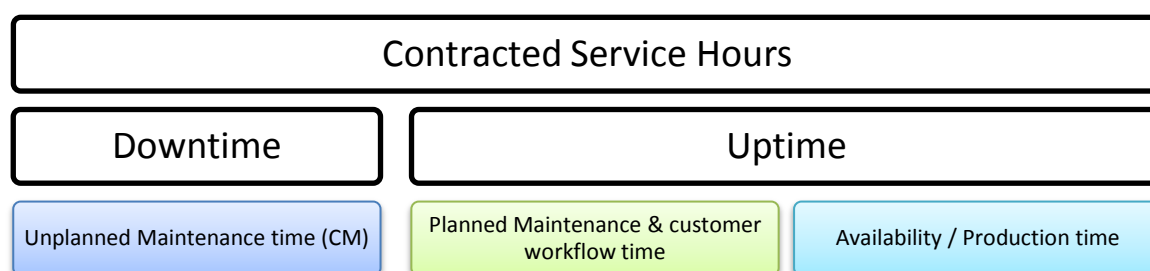 Contracted Service Hours
Downtime
Uptime
Unplanned Maintenance time (CM)
Planned Maintenance & customer
workflow time
Availability / Production time